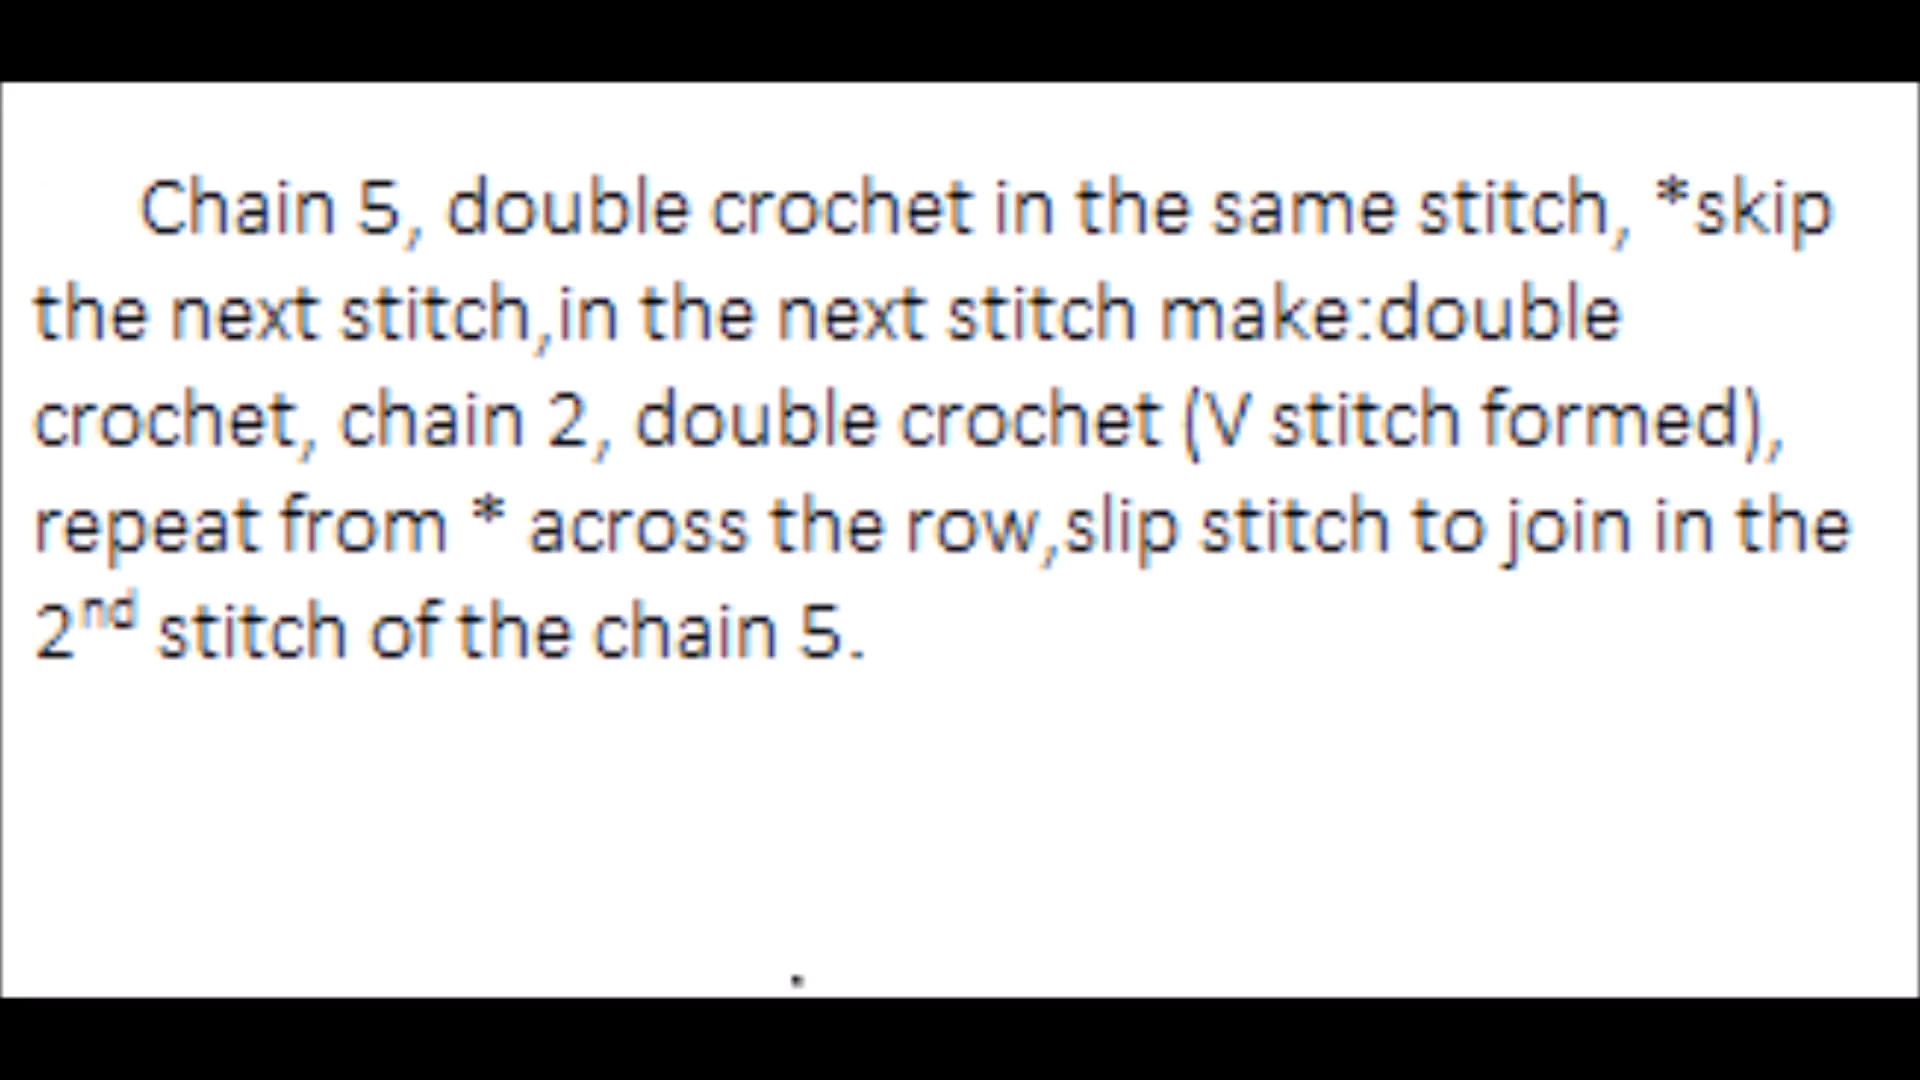 Chain 5, double crochet in the same stitch, *skip
the next stitch,in the next stitch make:double
crochet, chain 2, double crochet (V stitch formed),
repeat from * across the row,slip stitch to join in the
2nd stitch of the chain 5.